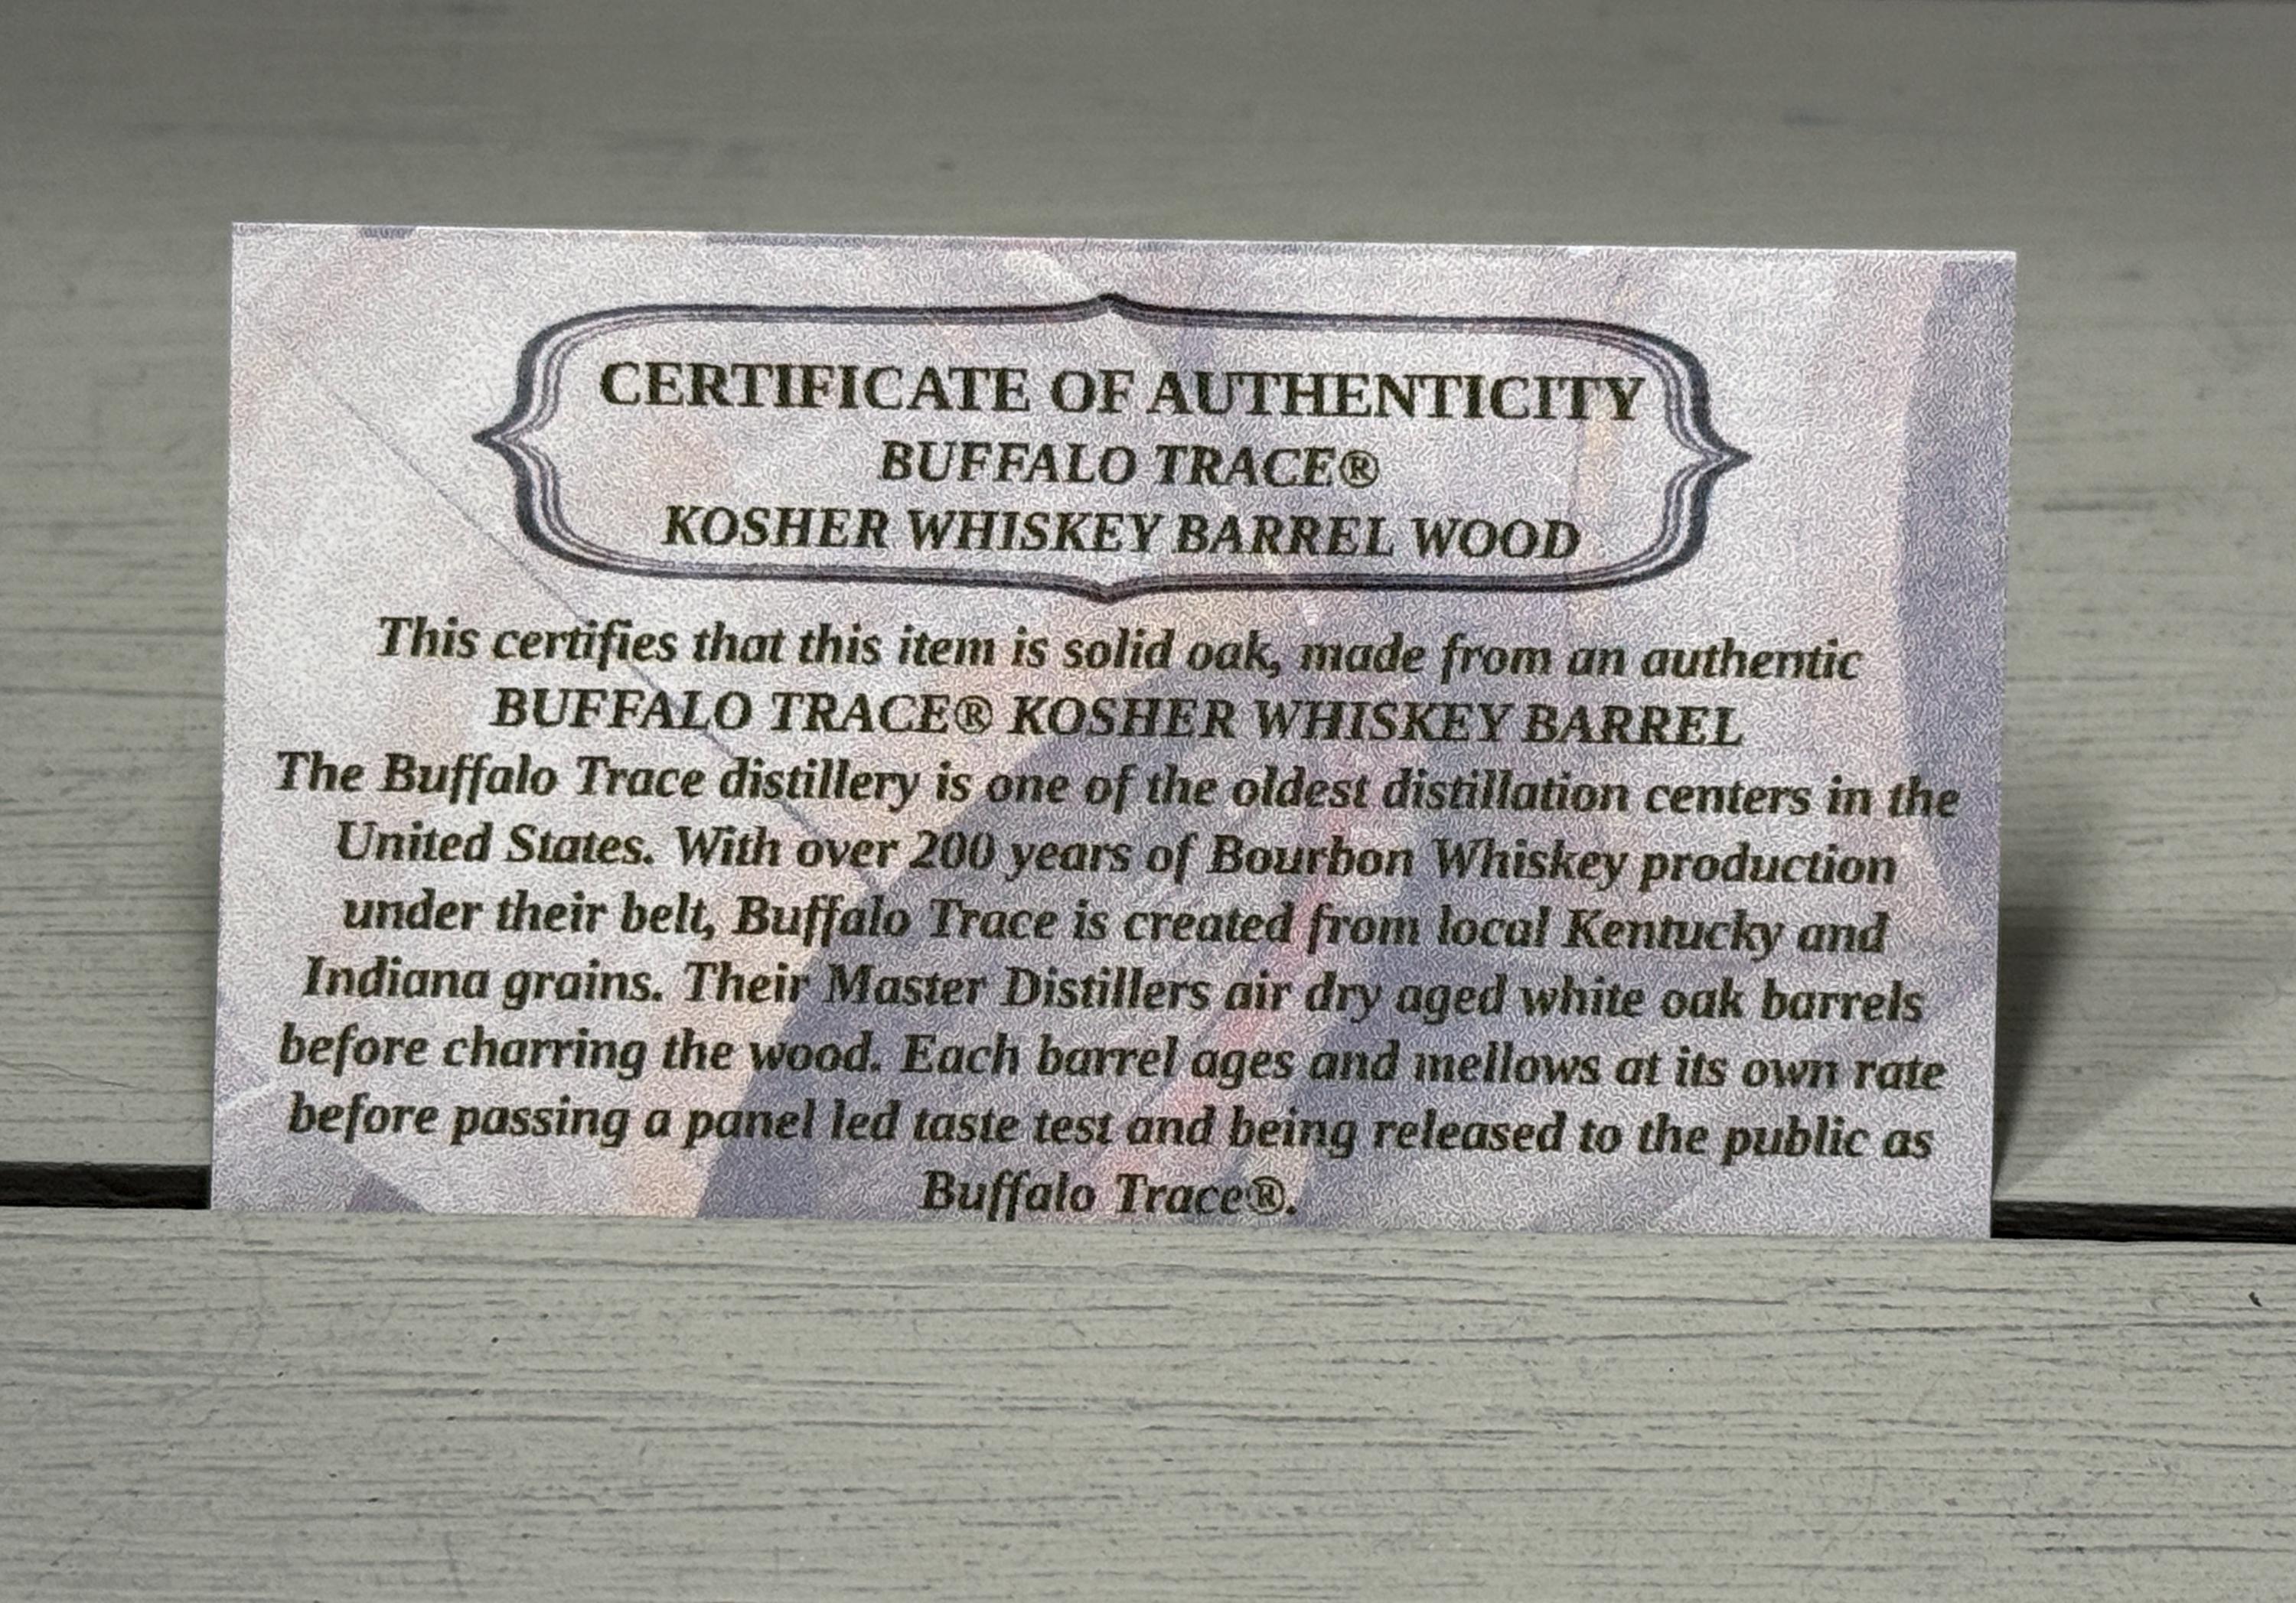 CERTIFICATE OF AUTHENTICITY
BUFFALO TRACE®
KOSHER WHISKEY BARREL WOOD
This certifies that this item is solid oak, made from an authentic
BUFFALO TRACE® KOSHER WHISKEY BARREL
The Buffalo Trace distillery is one of the oldest distillation centers in the
United States. With over 200 years of Bourbon Whiskey production
under their belt, Buffalo Trace is created from local Kentucky and
Indiana grains. Their Master Distillers air dry aged white oak barrels
before charring the wood. Each barrel ages and mellows at its own rate
before passing a panel led taste test and being released to the public as
Buffalo Trace®.